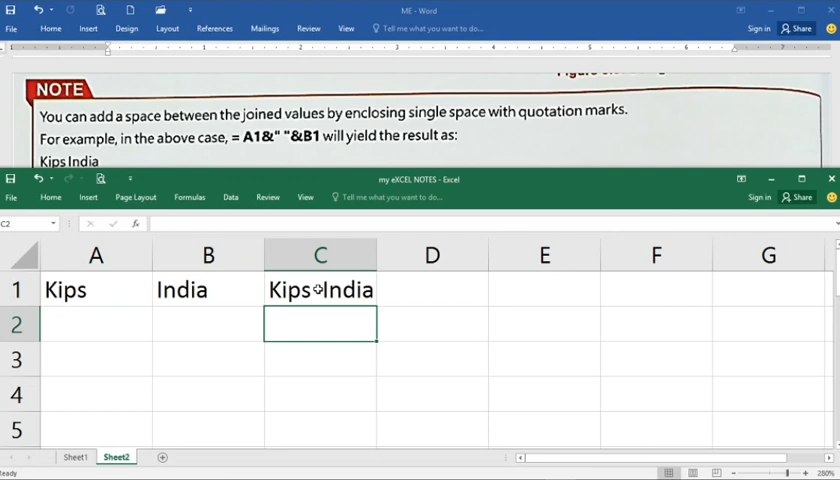 ME - Word
File Home Insert Design Layout References Mailings Review View Tell me what you want to do... Sign in Share
NOTE
You can add a space between the joined values by enclosing single space with quotation marks.
For example, in the above case, = A1&" "&B1 will yield the result as:
Kips India
my eXCEL NOTES - Excel
File Home Insert Page Layout Formulas Data Review View Tell me what you want to do... Sign in Share
C2 fx
A B C D E F G
1 Kips India Kips India
2
3
4
5
Sheet1 Sheet2
Ready 280%